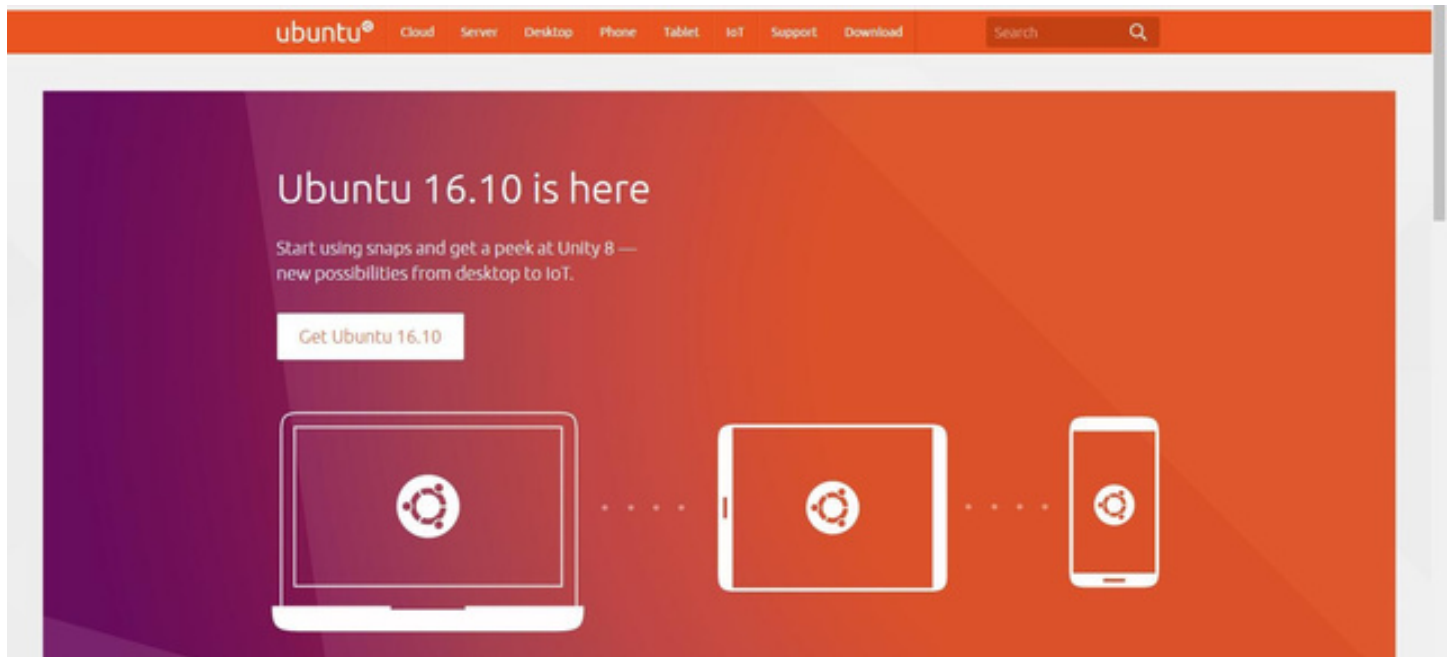 ubuntu Cloud Server Desktop Phone Tablet IoT Support Download Search
Ubuntu 16.10 is here
Start using snaps and get a peek at Unity 8 —
new possibilities from desktop to IoT.
Get Ubuntu 16.10